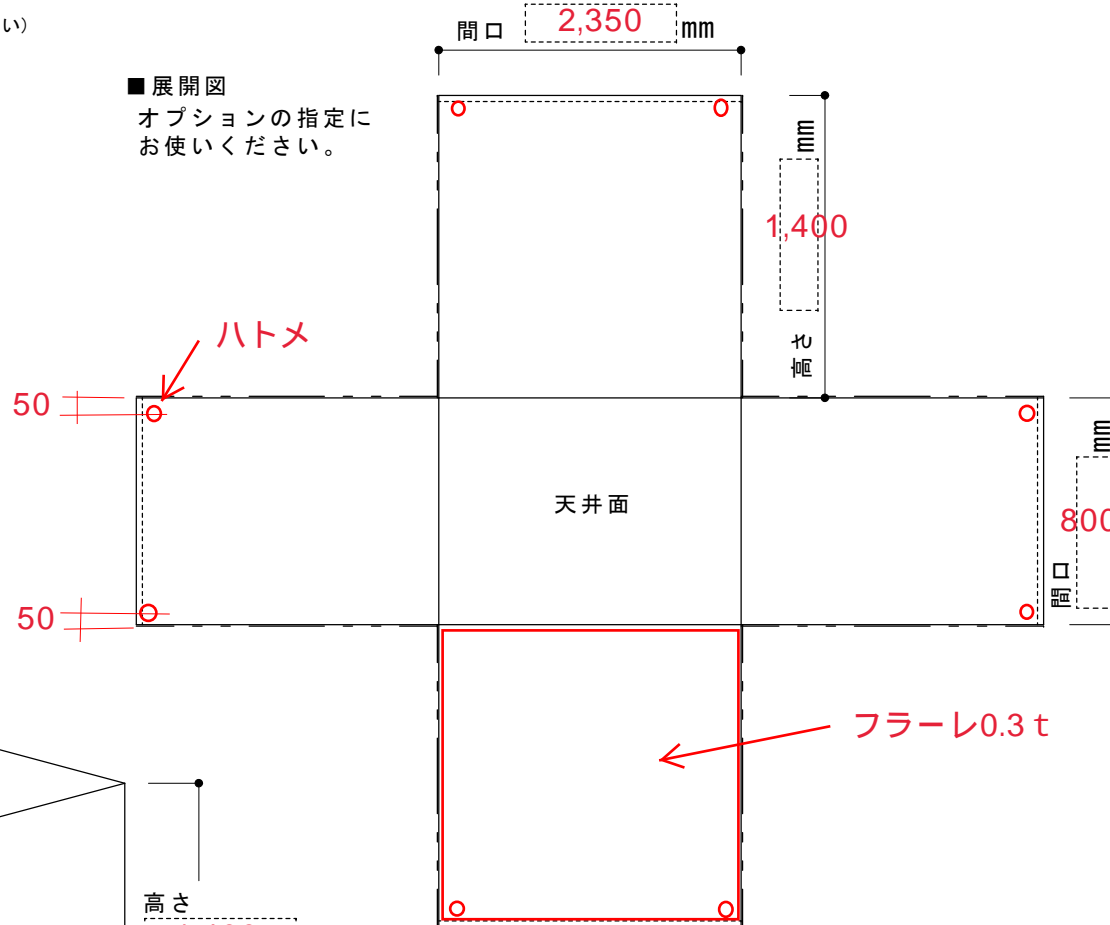 い）
間口 2,350 mm
■展開図
オプションの指定に
お使いください。
mm
1,400
高さ
ハトメ
50
mm
天井面
800
間口
50
フラーレ0.3ｔ
高さ